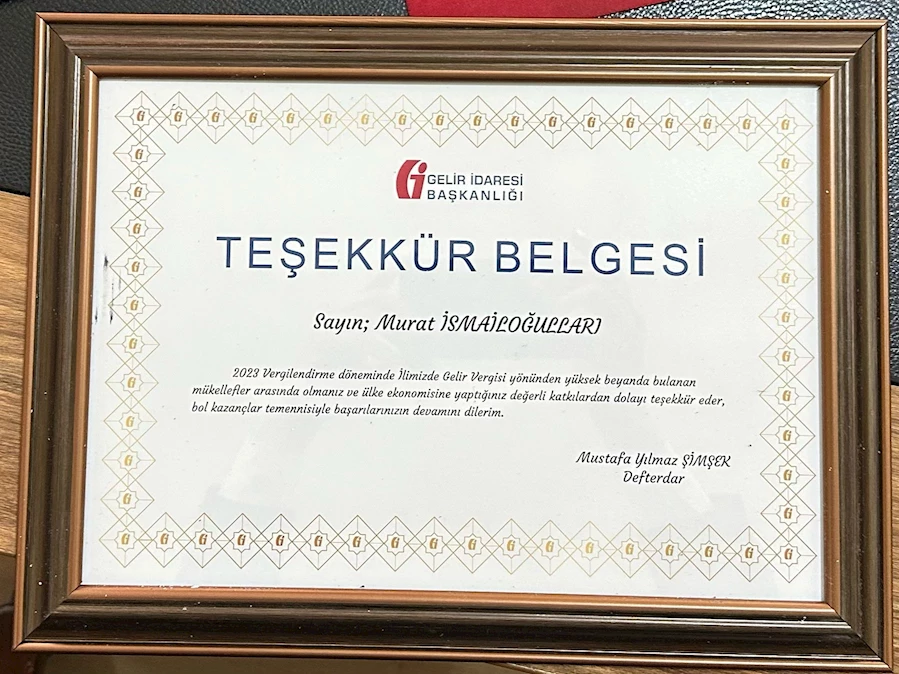 GELİR İDARESİ
BAŞKANLIĞI
TEŞEKKÜR BELGESİ
Sayın; Murat İSMAİLOĞULLARI
2023 Vergilendirme döneminde İlimizde Gelir Vergisi yönünden yüksek beyanda bulunan
mükellefler arasında olmanız ve ülke ekonomisine yaptığınız değerli katkılardan dolayı teşekkür eder,
bol kazançlar temennisiyle başarılarınızın devamını dilerim.
Mustafa Yılmaz ŞİMŞEK
Defterdar